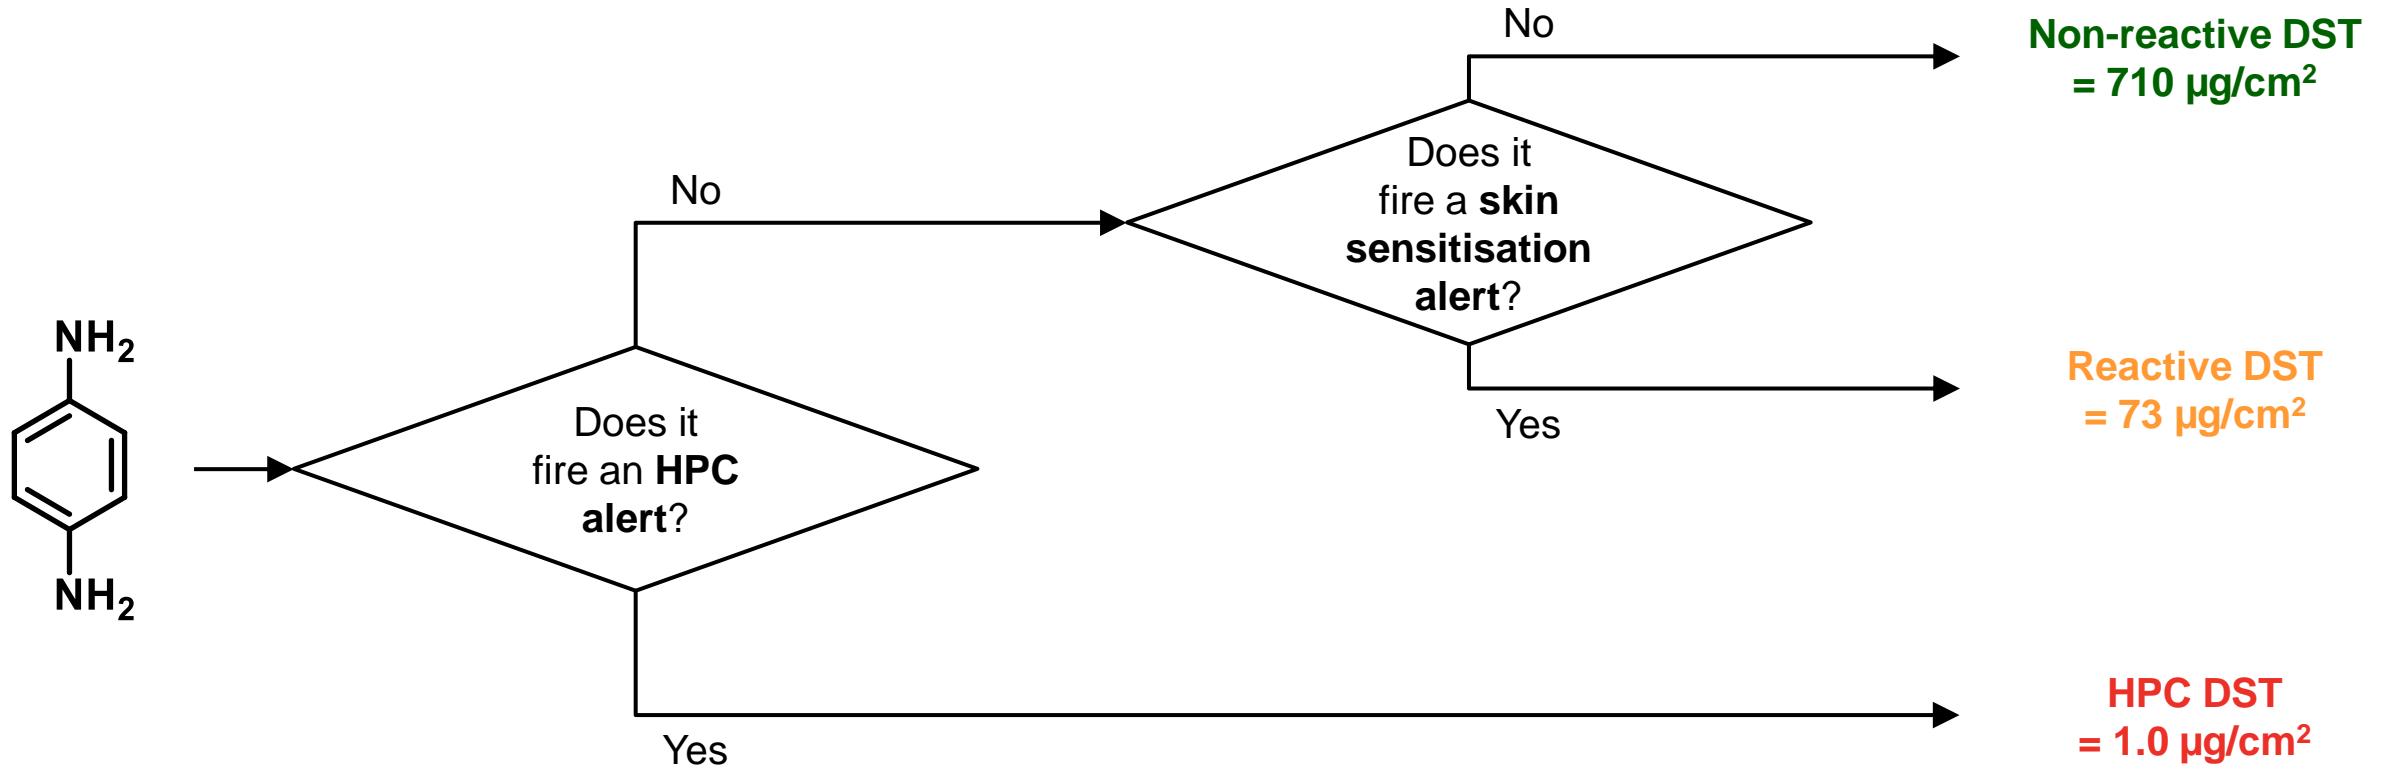 NH2
NH2
Does it
fire an HPC
alert?
No
Yes
Does it
fire a skin
sensitisation
alert?
No
Yes
Non-reactive DST
= 710 µg/cm²
Reactive DST
= 73 µg/cm²
HPC DST
= 1.0 µg/cm²